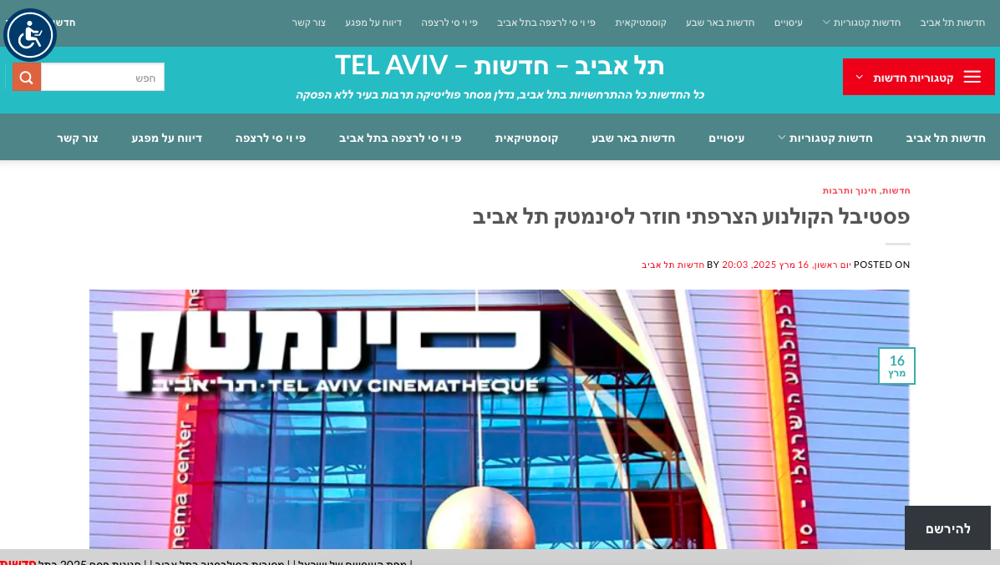 חדשות תל אביב חדשות קטגוריות עיסויים חדשות באר שבע קוסמטיקאית פי וי סי לרצפה בתל אביב פי וי סי לרצפה דיווח על מפגע צור קשר
קטגוריות חדשות
תל אביב – חדשות – TEL AVIV
כל החדשות כל ההתרחשויות בתל אביב, נדלן מסחר פוליטיקה תרבות בעיר ללא הפסקה
חפש
חדשות תל אביב חדשות קטגוריות עיסויים חדשות באר שבע קוסמטיקאית פי וי סי לרצפה בתל אביב פי וי סי לרצפה דיווח על מפגע צור קשר
חדשות, חינוך ותרבות
פסטיבל הקולנוע הצרפתי חוזר לסינמטק תל אביב
POSTED ON יום ראשון, 16 מרץ 2025, 20:03 BY חדשות תל אביב
סינמטק
תל־אביב · TEL AVIV CINEMATHEQUE
16
מרץ
להירשם